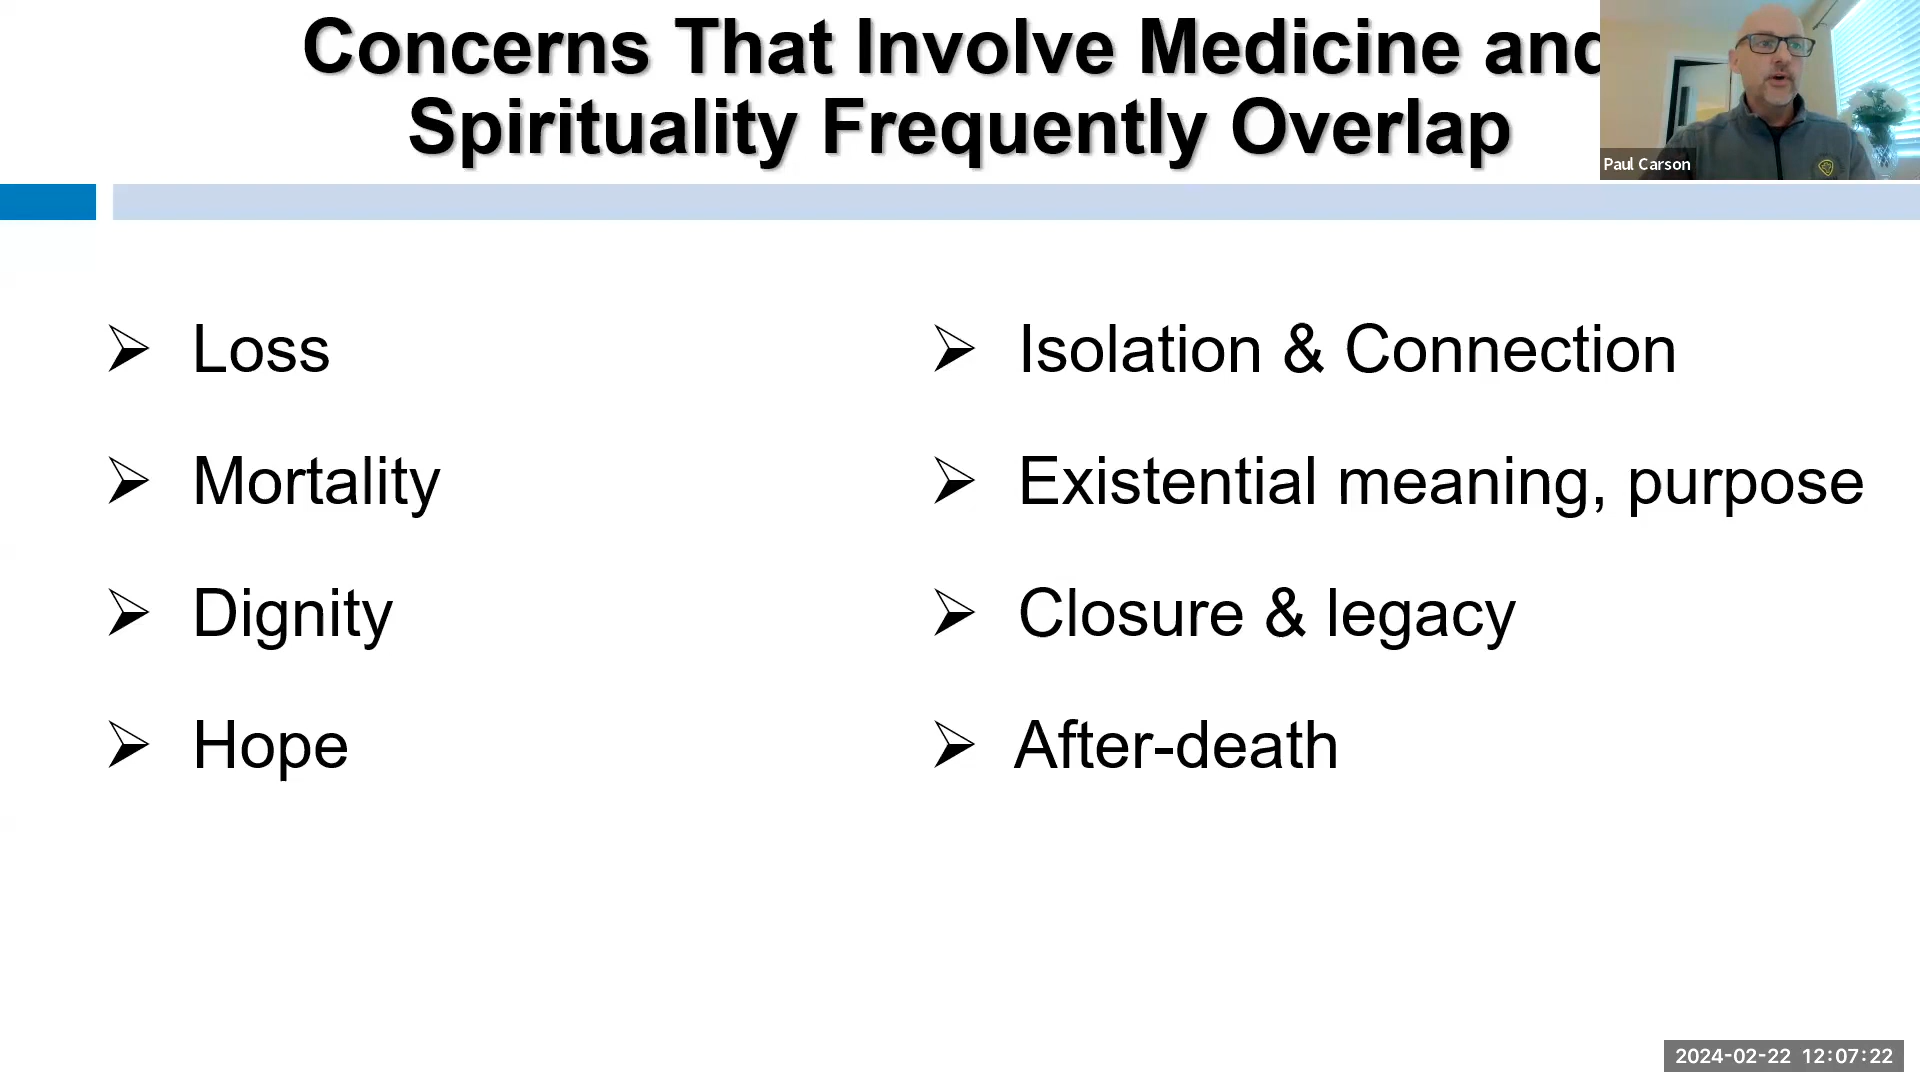 Concerns That Involve Medicine and
Spirituality Frequently Overlap
Paul Carson
Loss
Mortality
Dignity
Hope
Isolation & Connection
Existential meaning, purpose
Closure & legacy
After-death
2024-02-22 12:07:22